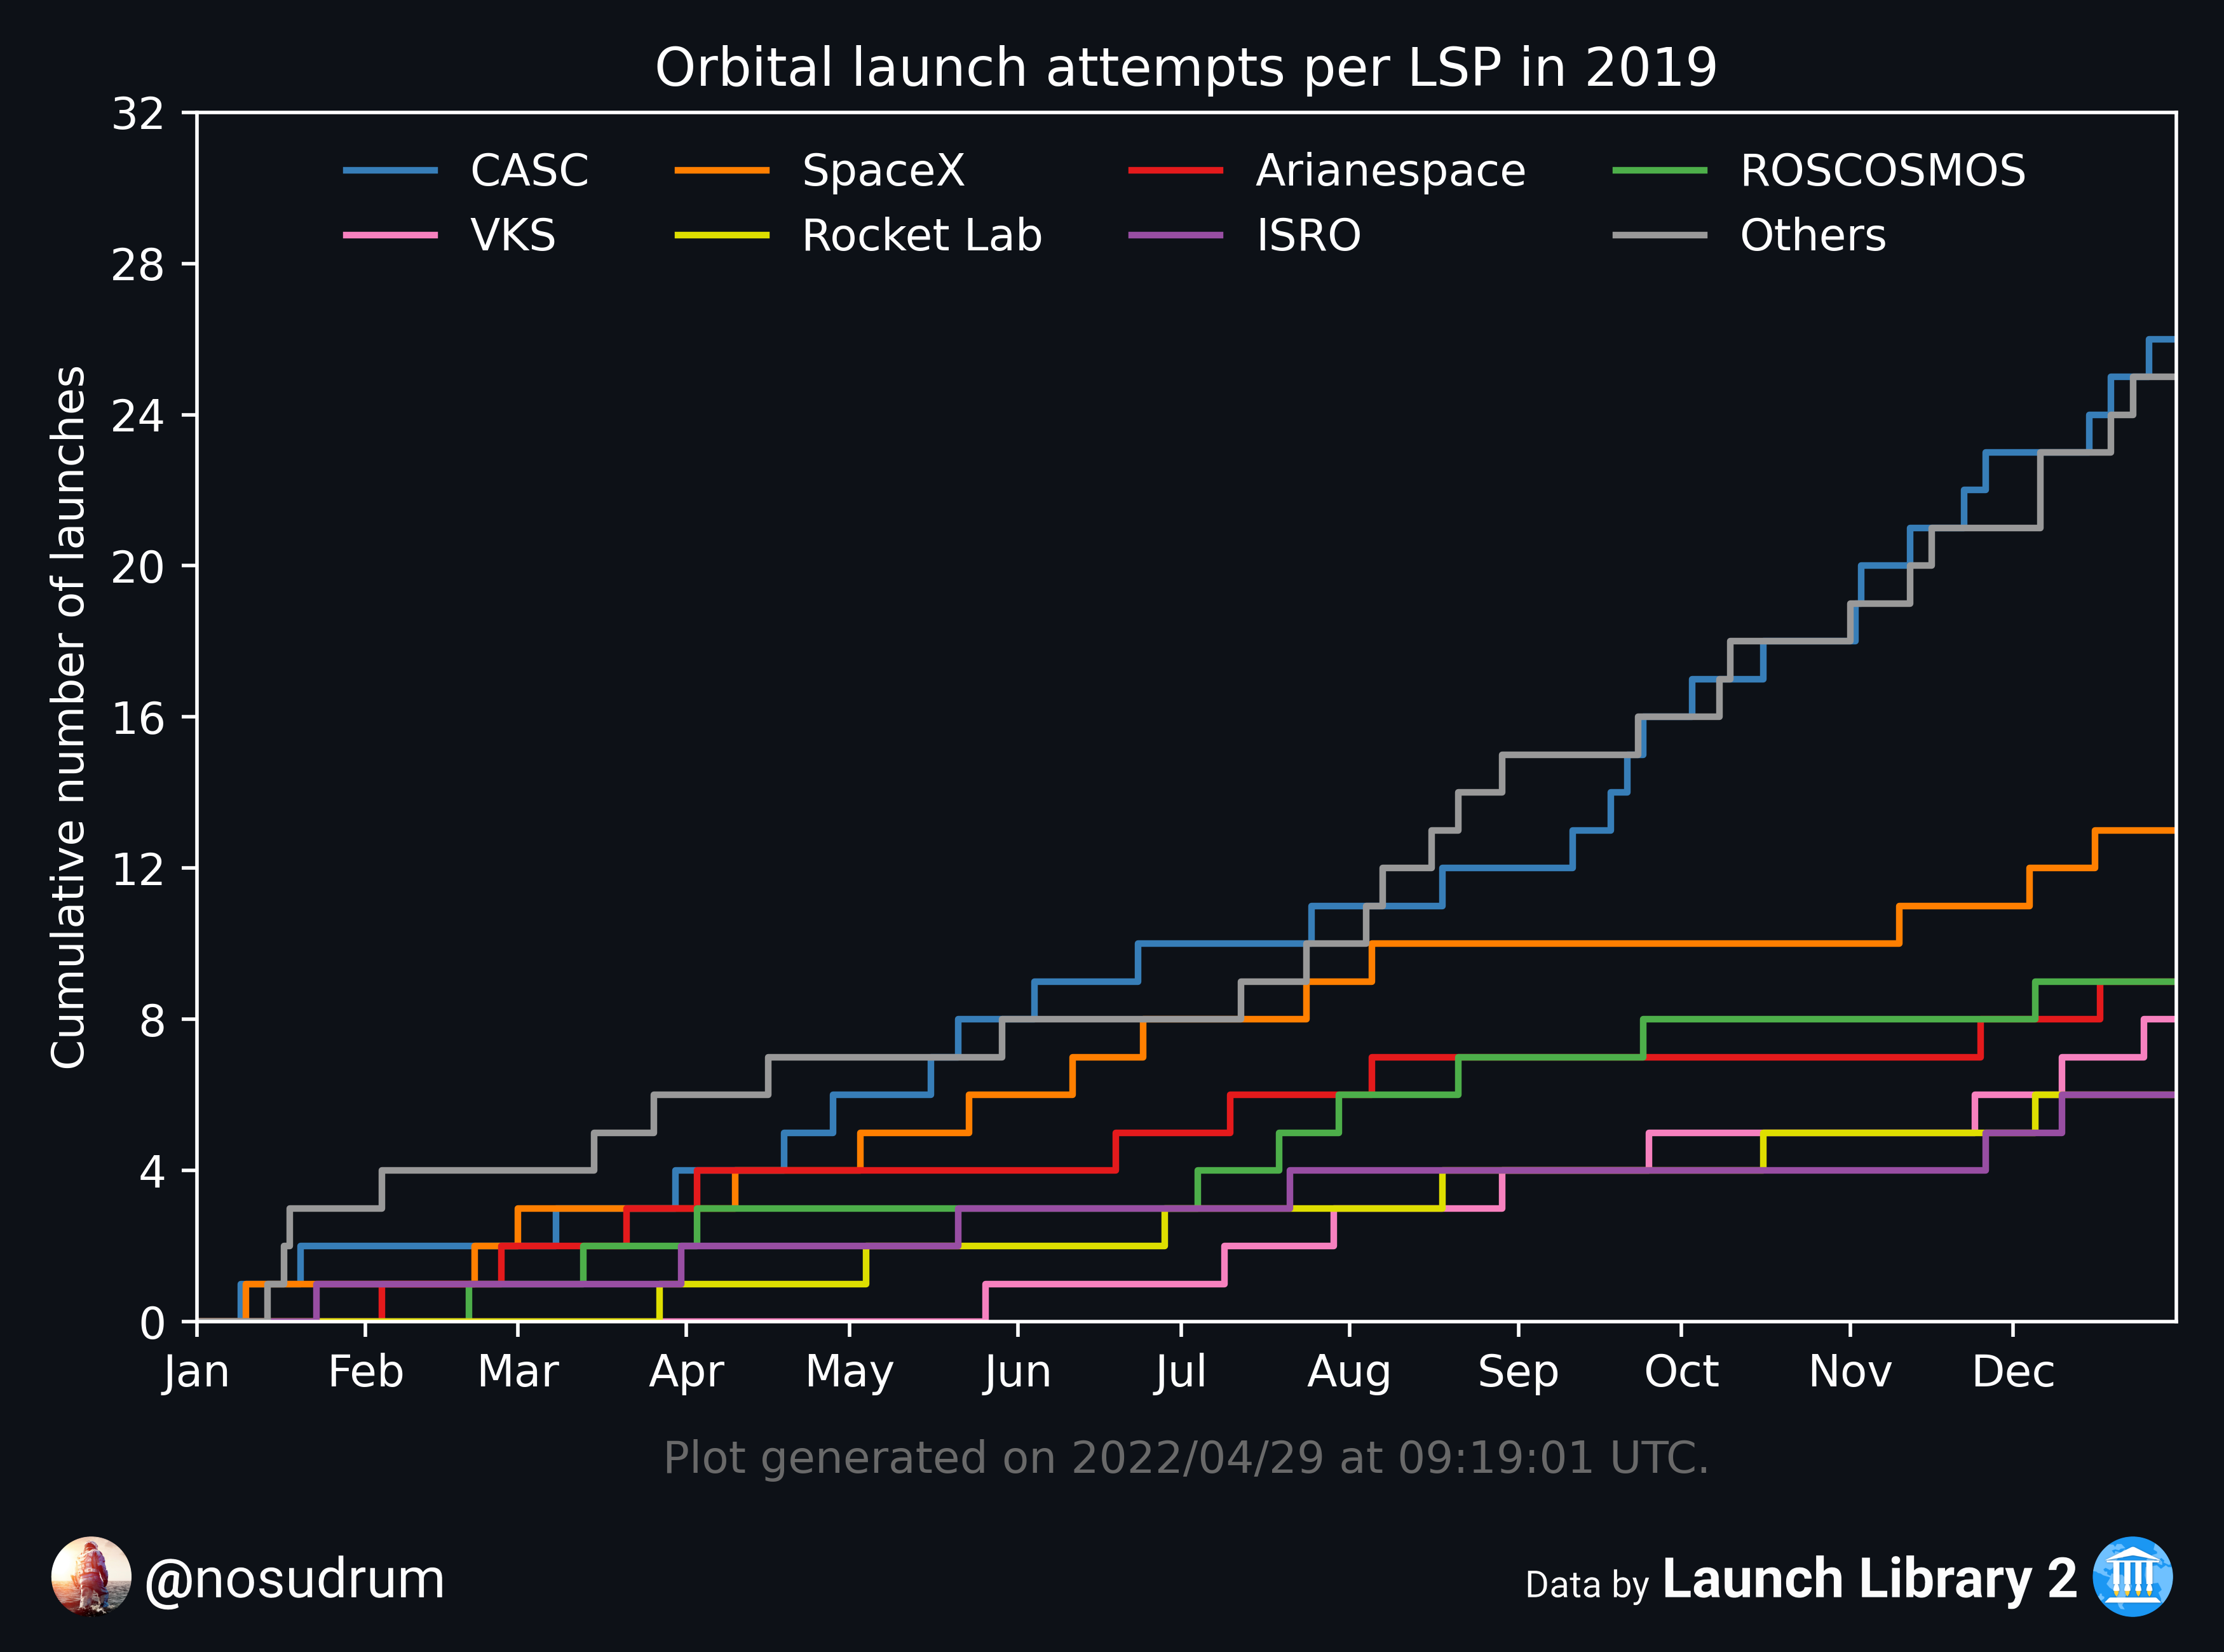 Orbital launch attempts per LSP in 2019
32
28
24
20
16
12
8
4
0
Cumulative number of launches
CASC
SpaceX
Arianespace
ROSCOSMOS
VKS
Rocket Lab
ISRO
Others
Jan Feb Mar Apr May Jun Jul Aug Sep Oct Nov Dec
Plot generated on 2022/04/29 at 09:19:01 UTC.
@nosudrum
Data by Launch Library 2